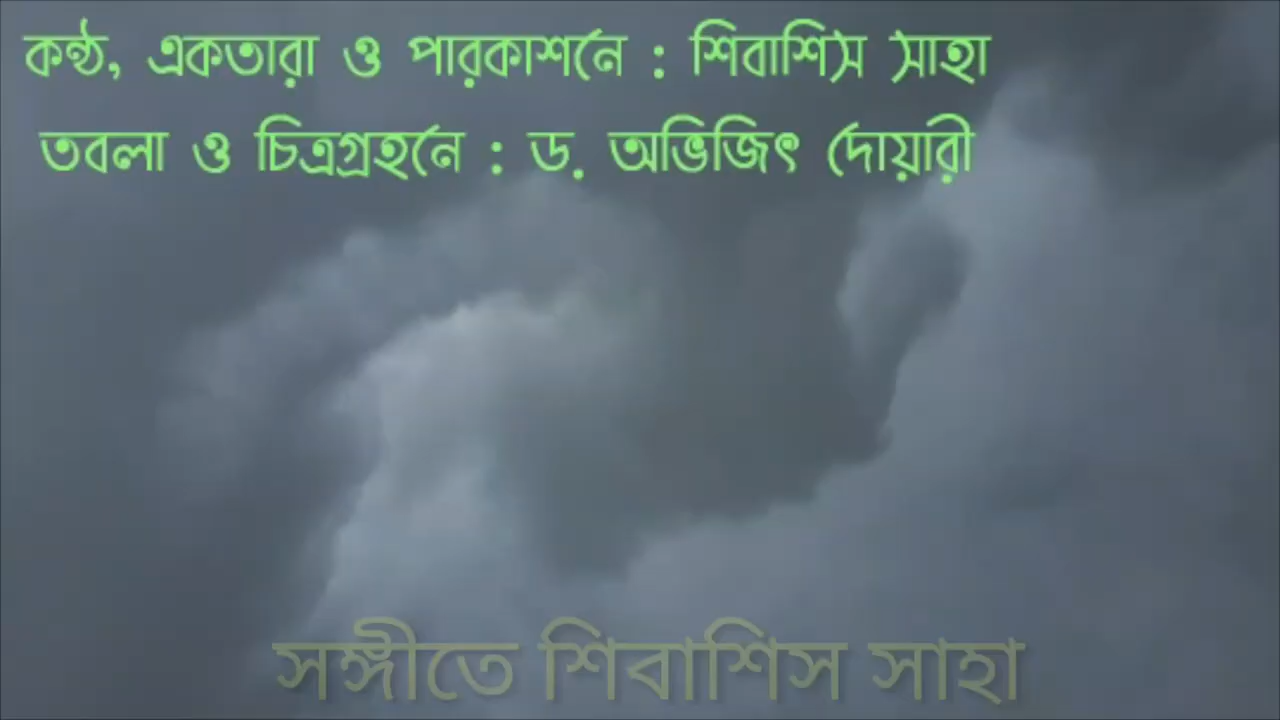 কন্ঠ, একতারা ও পারকাশনে : শিবাশিস সাহা
তবলা ও চিত্রগ্রহনে : ড. অভিজিৎ দোয়ারী
সঙ্গীতে শিবাশিস সাহা